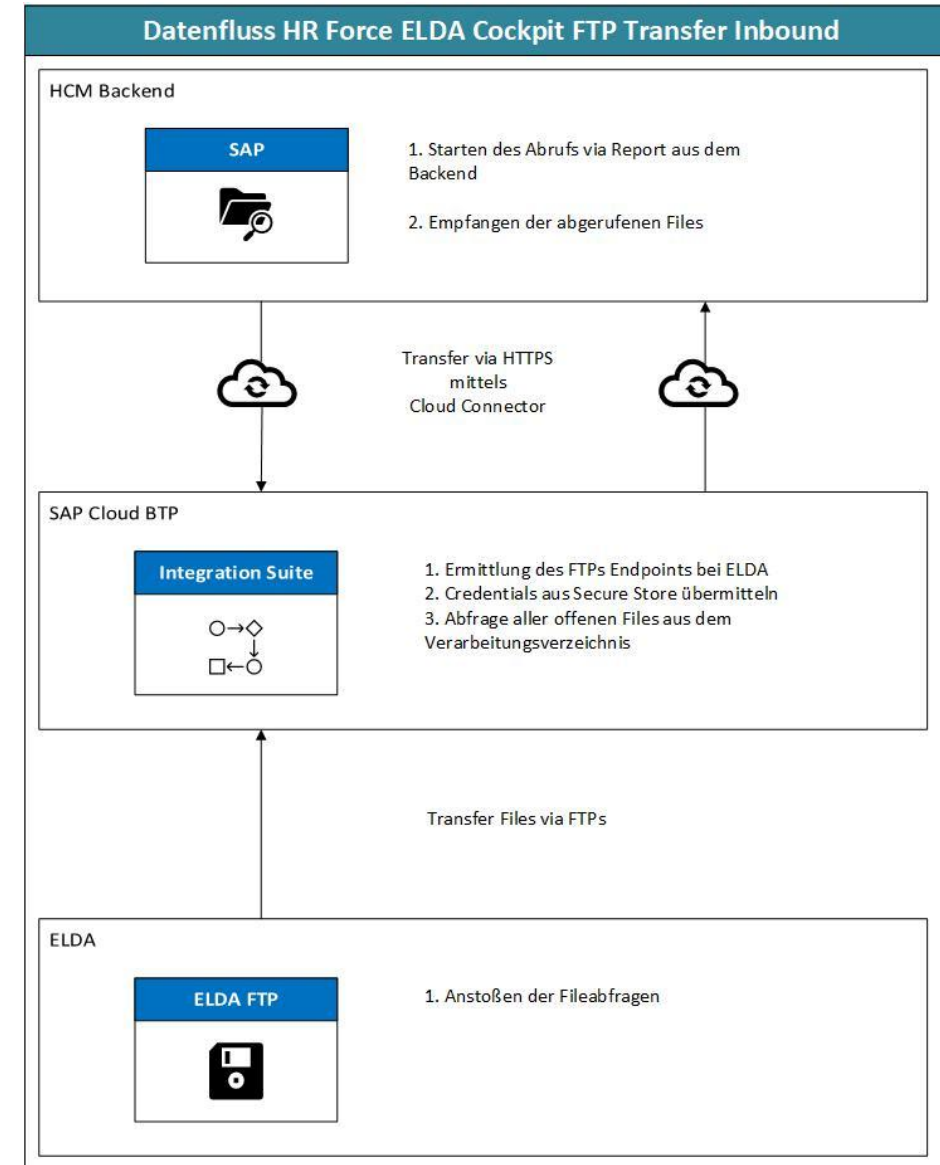 Datenfluss HR Force ELDA Cockpit FTP Transfer Inbound
HCM Backend
SAP
1. Starten des Abrufs via Report aus dem
Backend
2. Empfangen der abgerufenen Files
Transfer via HTTPS
mittels
Cloud Connector
SAP Cloud BTP
Integration Suite
1. Ermittlung des FTPs Endpoints bei ELDA
2. Credentials aus Secure Store übermitteln
3. Abfrage aller offenen Files aus dem
Verarbeitungsverzeichnis
Transfer Files via FTPs
ELDA
ELDA FTP
1. Anstoßen der Fileabfragen